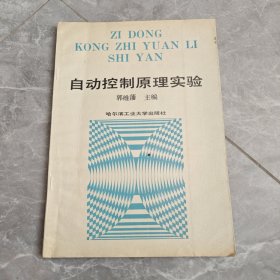 ZI DONG
KONG ZHI YUAN LI
SHI YAN
自动控制原理实验
郭维藩　主编
哈尔滨工业大学出版社